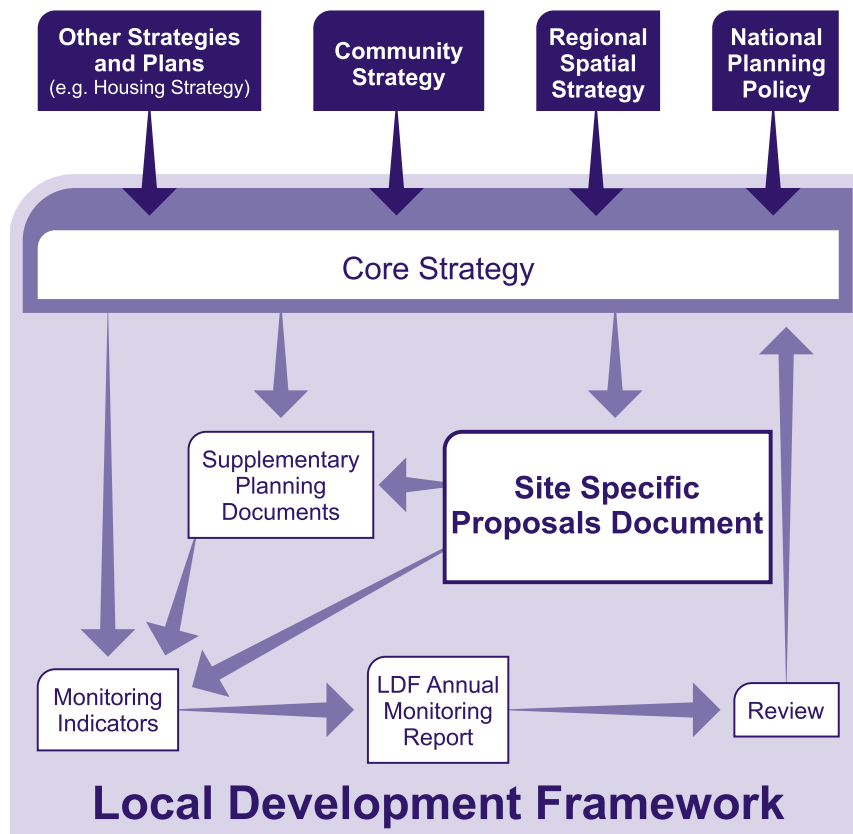 Other Strategies
and Plans
(e.g. Housing Strategy)
Community
Strategy
Regional
Spatial
Strategy
National
Planning
Policy
Core Strategy
Supplementary
Planning
Documents
Site Specific
Proposals Document
Monitoring
Indicators
LDF Annual
Monitoring
Report
Review
Local Development Framework